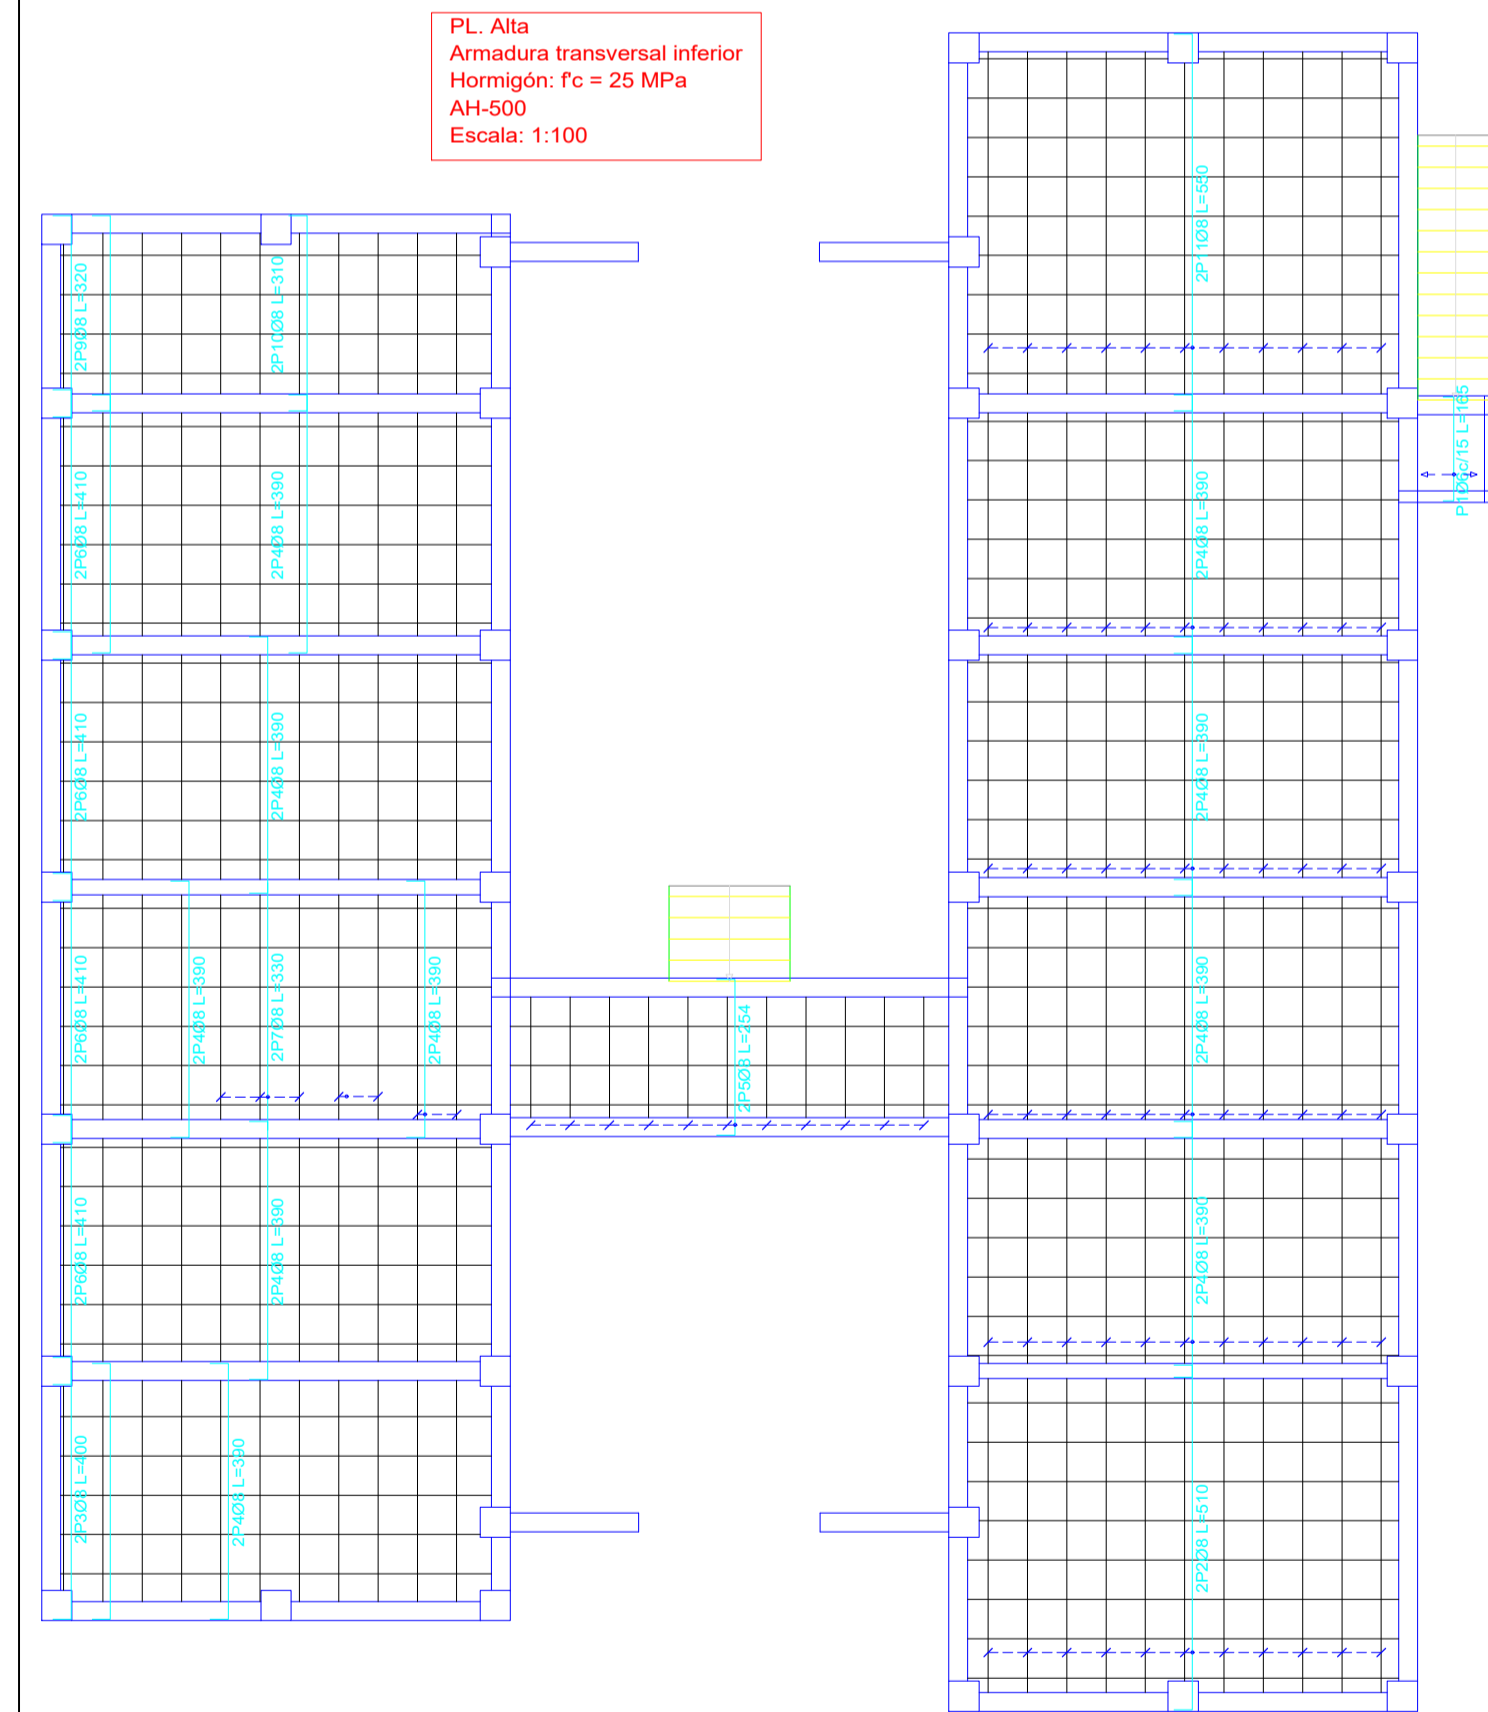 PL. Alta
Armadura transversal inferior
Hormigón: f'c = 25 MPa
AH-500
Escala: 1:100
2P9Ø8 L=320
2P10Ø8 L=310
2P11Ø8 L=550
2P6Ø8 L=410
2P4Ø8 L=390
2P4Ø8 L=390
P1Ø6c/15 L=165
2P6Ø8 L=410
2P4Ø8 L=390
2P4Ø8 L=390
2P6Ø8 L=410
2P4Ø8 L=390
2P7Ø8 L=330
2P4Ø8 L=390
2P5Ø8 L=254
2P4Ø8 L=390
2P6Ø8 L=410
2P4Ø8 L=390
2P4Ø8 L=390
2P3Ø8 L=400
2P4Ø8 L=390
2P2Ø8 L=510